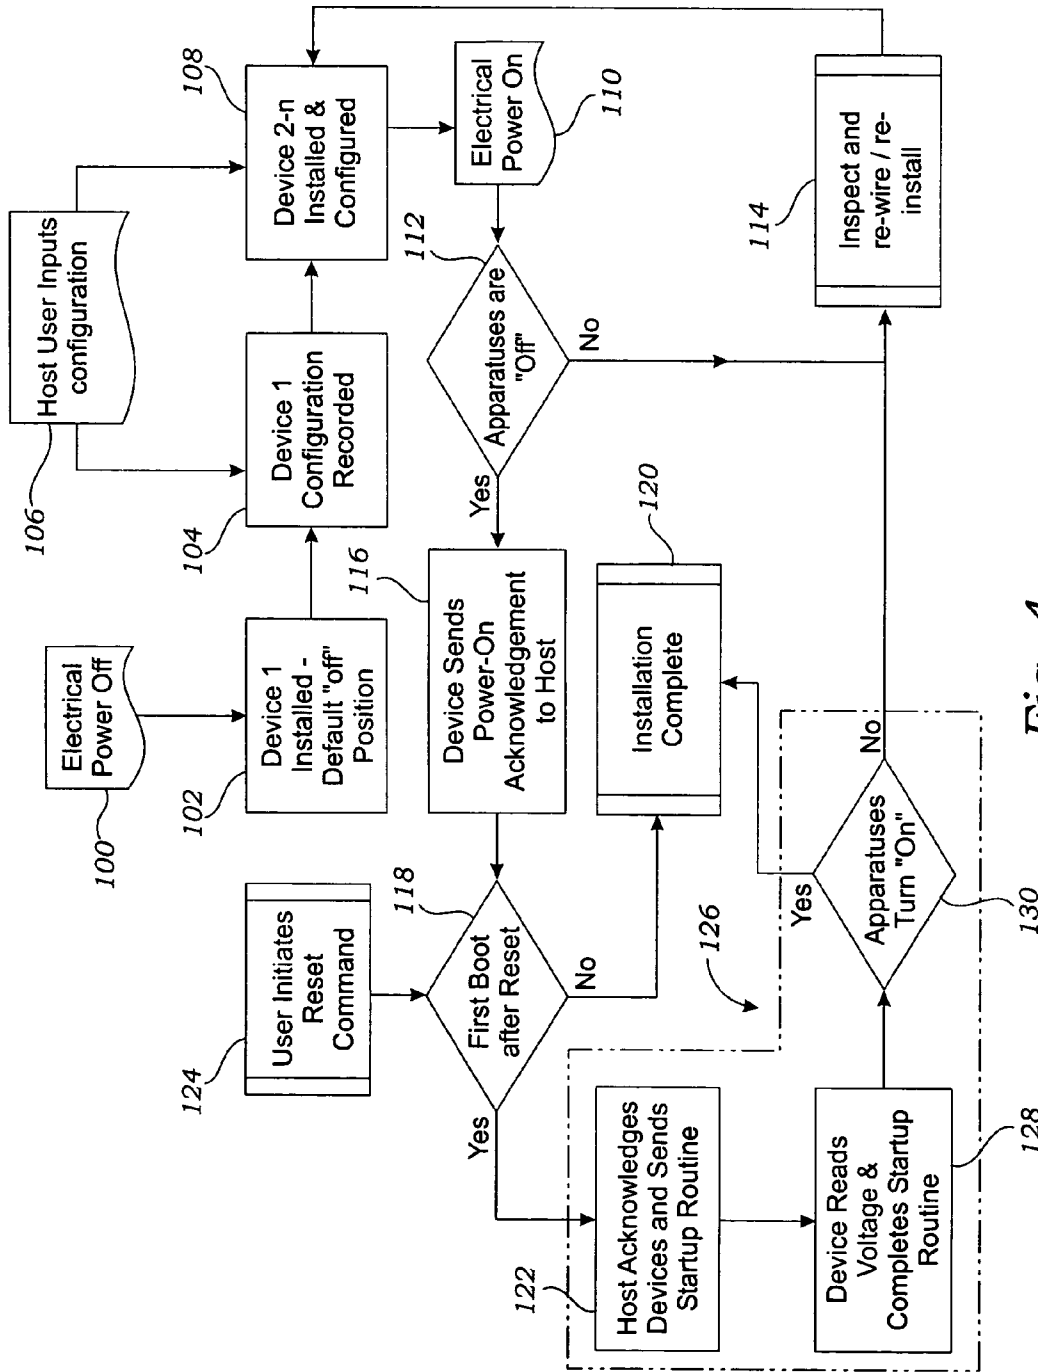 100
Electrical
Power Off
102
Device 1
Installed -
Default "off"
Position
106
Host User Inputs
configuration
104
Device 1
Configuration
Recorded
108
Device 2-n
Installed &
Configured
Electrical
Power On
110
112
Apparatuses are
"Off"
Yes
No
114
Inspect and
re-wire / re-
install
116
Device Sends
Power-On
Acknowledgement
to Host
124
User Initiates
Reset
Command
118
First Boot
after Reset
Yes
No
120
Installation
Complete
122
Host Acknowledges
Devices and Sends
Startup Routine
126
Device Reads
Voltage &
Completes Startup
Routine
128
Apparatuses
Turn "On"
130
Yes
No